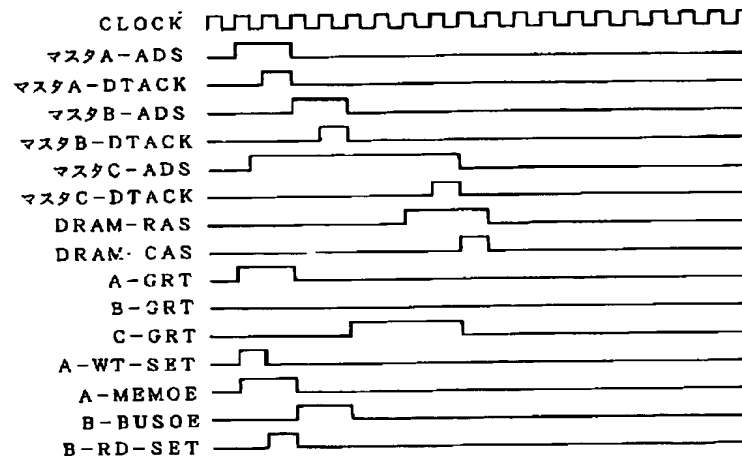 CLOCK
マスタA-ADS
マスタA-DTACK
マスタB-ADS
マスタB-DTACK
マスタC-ADS
マスタC-DTACK
DRAM-RAS
DRAM-CAS
A-GRT
B-GRT
C-GRT
A-WT-SET
A-MEMOE
B-BUSOE
B-RD-SET